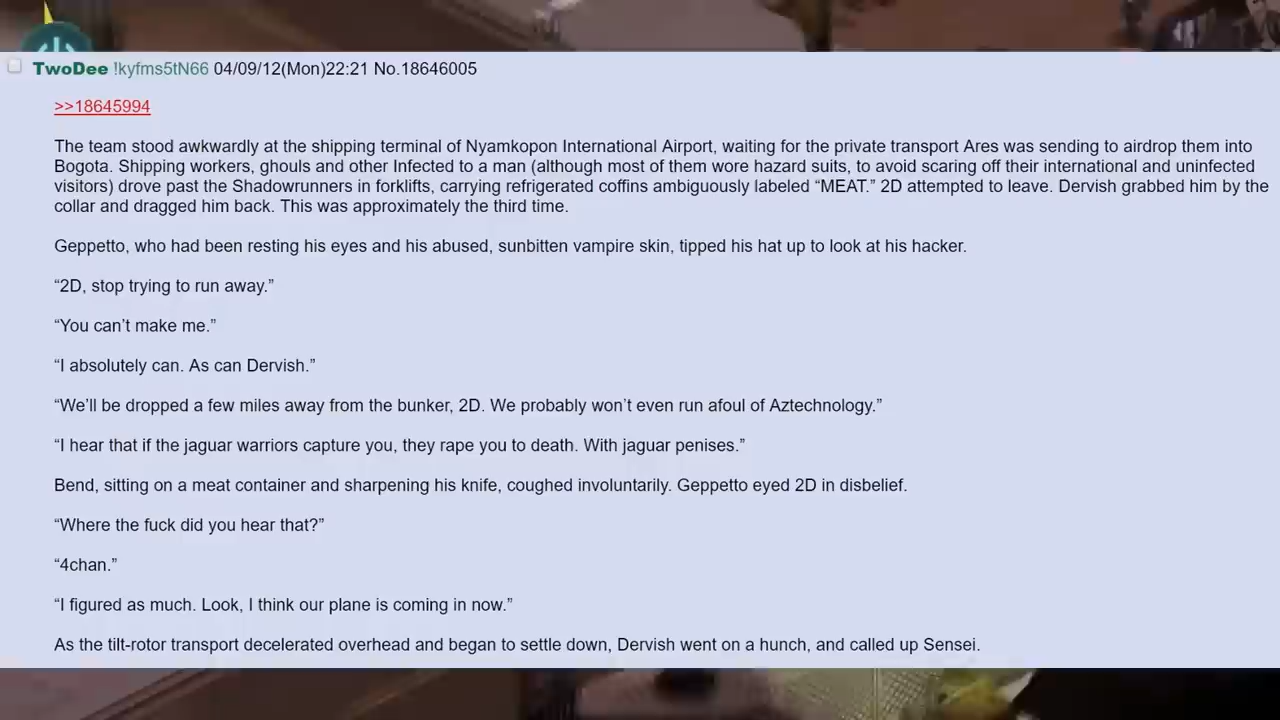 TwoDee !kyfms5tN66 04/09/12(Mon)22:21 No.18646005
>>18645994
The team stood awkwardly at the shipping terminal of Nyamkopon International Airport, waiting for the private transport Ares was sending to airdrop them into
Bogota. Shipping workers, ghouls and other Infected to a man (although most of them wore hazard suits, to avoid scaring off their international and uninfected
visitors) drove past the Shadowrunners in forklifts, carrying refrigerated coffins ambiguously labeled “MEAT.” 2D attempted to leave. Dervish grabbed him by the
collar and dragged him back. This was approximately the third time.
Geppetto, who had been resting his eyes and his abused, sunbitten vampire skin, tipped his hat up to look at his hacker.
“2D, stop trying to run away.”
“You can’t make me.”
“I absolutely can. As can Dervish.”
“We’ll be dropped a few miles away from the bunker, 2D. We probably won’t even run afoul of Aztechnology.”
“I hear that if the jaguar warriors capture you, they rape you to death. With jaguar penises.”
Bend, sitting on a meat container and sharpening his knife, coughed involuntarily. Geppetto eyed 2D in disbelief.
“Where the fuck did you hear that?”
“4chan.”
“I figured as much. Look, I think our plane is coming in now.”
As the tilt-rotor transport decelerated overhead and began to settle down, Dervish went on a hunch, and called up Sensei.